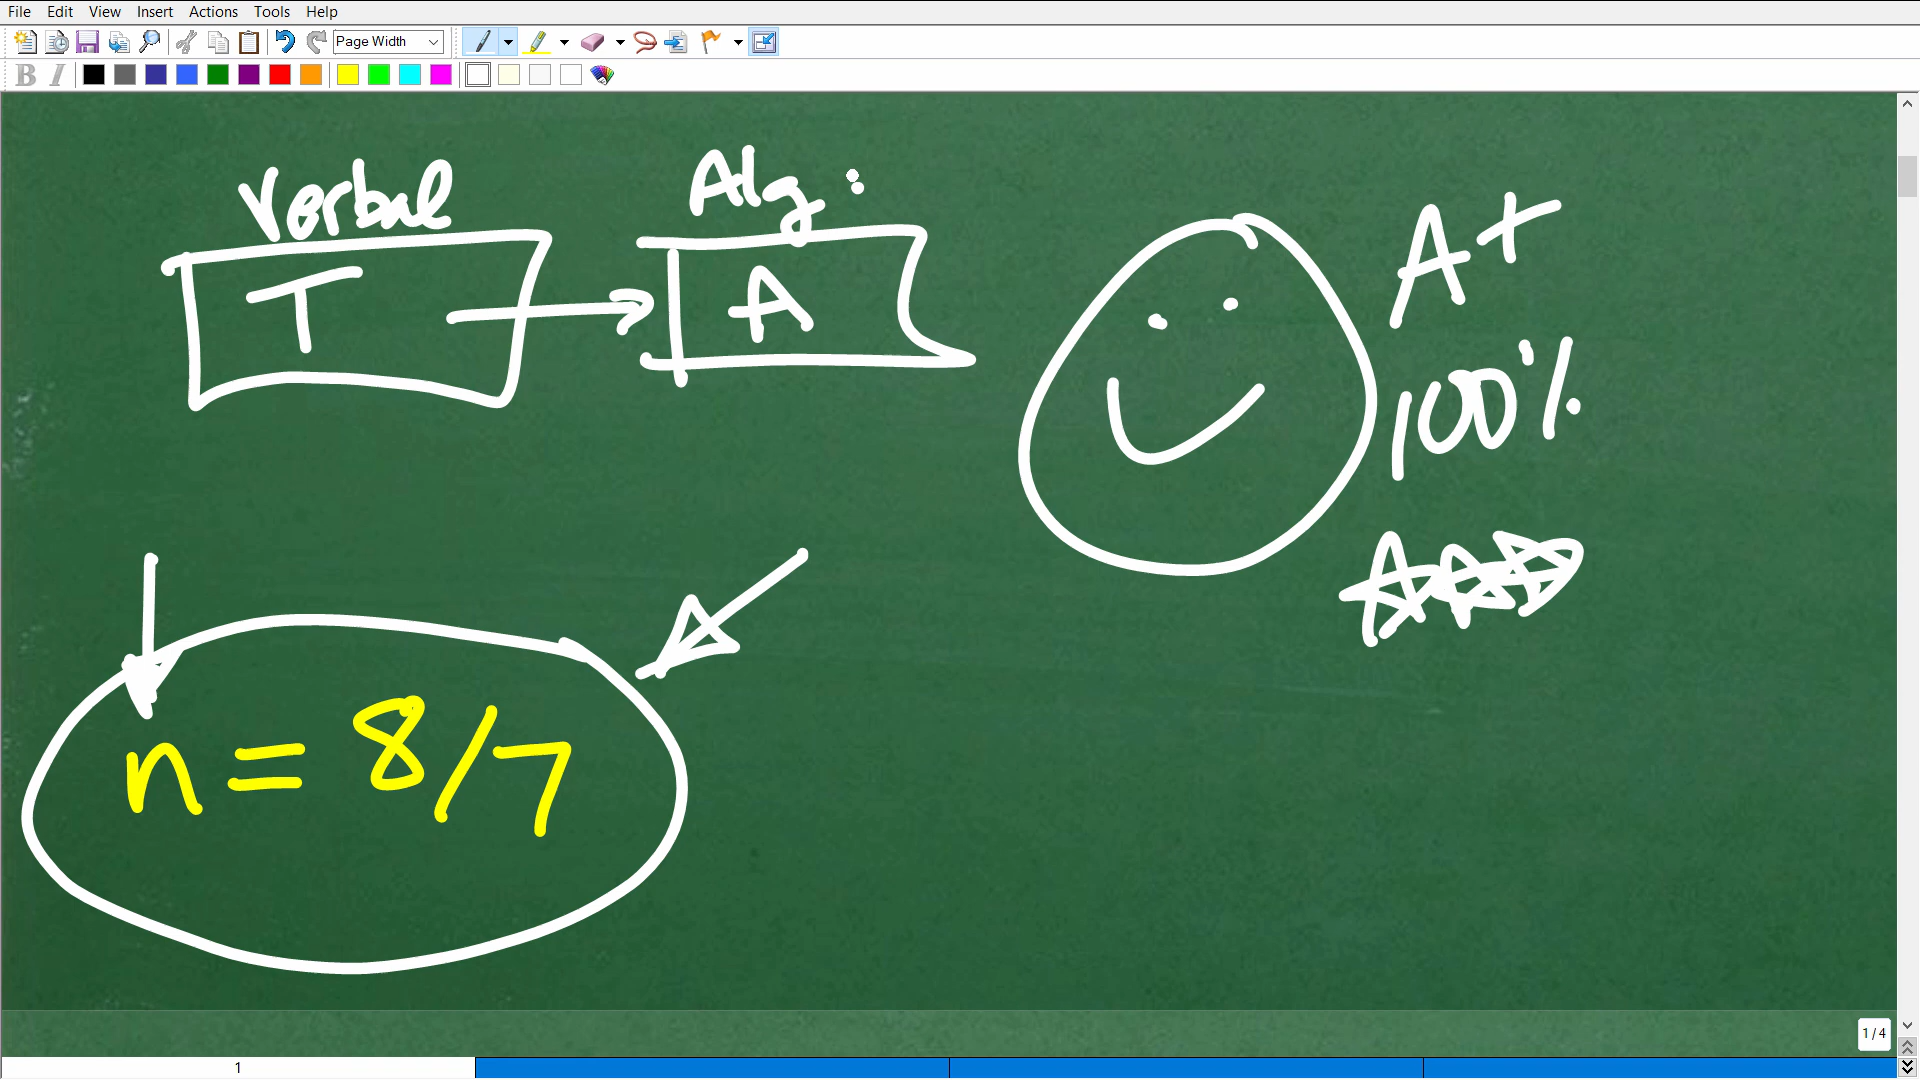 File Edit View Insert Actions Tools Help
Page Width
B I
Verbal Alg:
T A
A+
100%
n = 8/7
1 / 4
1